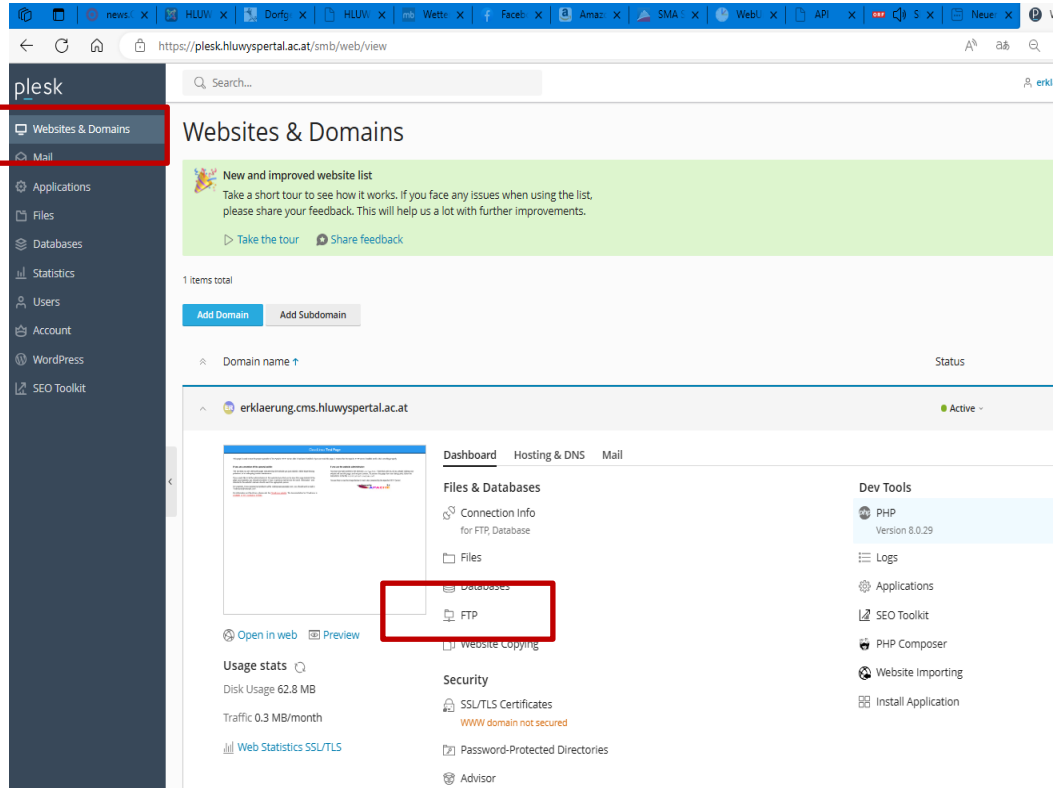 news.
HLUW
Dorfg
HLUW
mb Wette
Faceb
a Amaz
SMA S
WebU
API
ORF
S
Neue
https://plesk.hluwyspertal.ac.at/smb/web/view
plesk
Search...
erkl
Websites & Domains
Mail
Applications
Files
Databases
Statistics
Users
Account
WordPress
SEO Toolkit
Websites & Domains
New and improved website list
Take a short tour to see how it works. If you face any issues when using the list,
please share your feedback. This will help us a lot with further improvements.
Take the tour Share feedback
1 items total
Add Domain Add Subdomain
Domain name ↑ Status
erklaerung.cms.hluwyspertal.ac.at Active
Open in web Preview
Usage stats
Disk Usage 62.8 MB
Traffic 0.3 MB/month
Web Statistics SSL/TLS
Dashboard Hosting & DNS Mail
Files & Databases
Connection Info
for FTP, Database
Files
Databases
FTP
Website Copying
Security
SSL/TLS Certificates
WWW domain not secured
Password-Protected Directories
Advisor
Dev Tools
php PHP
Version 8.0.29
Logs
Applications
SEO Toolkit
PHP Composer
Website Importing
Install Application